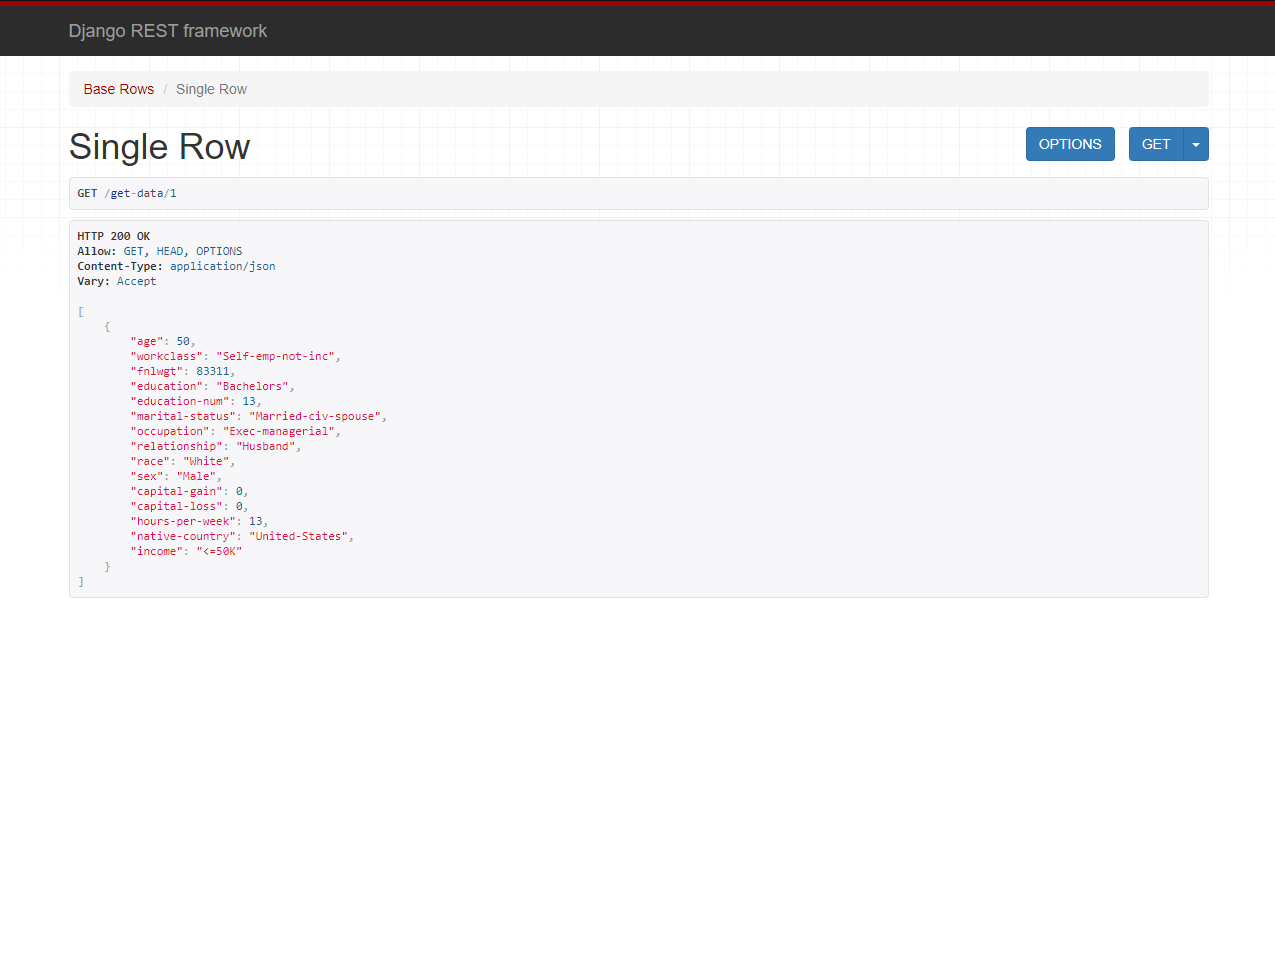 Django REST framework
Base Rows / Single Row
Single Row
OPTIONS GET
GET /get-data/1
HTTP 200 OK
Allow: GET, HEAD, OPTIONS
Content-Type: application/json
Vary: Accept
[
    {
        "age": 50,
        "workclass": "Self-emp-not-inc",
        "fnlwgt": 83311,
        "education": "Bachelors",
        "education-num": 13,
        "marital-status": "Married-civ-spouse",
        "occupation": "Exec-managerial",
        "relationship": "Husband",
        "race": "White",
        "sex": "Male",
        "capital-gain": 0,
        "capital-loss": 0,
        "hours-per-week": 13,
        "native-country": "United-States",
        "income": "<=50K"
    }
]